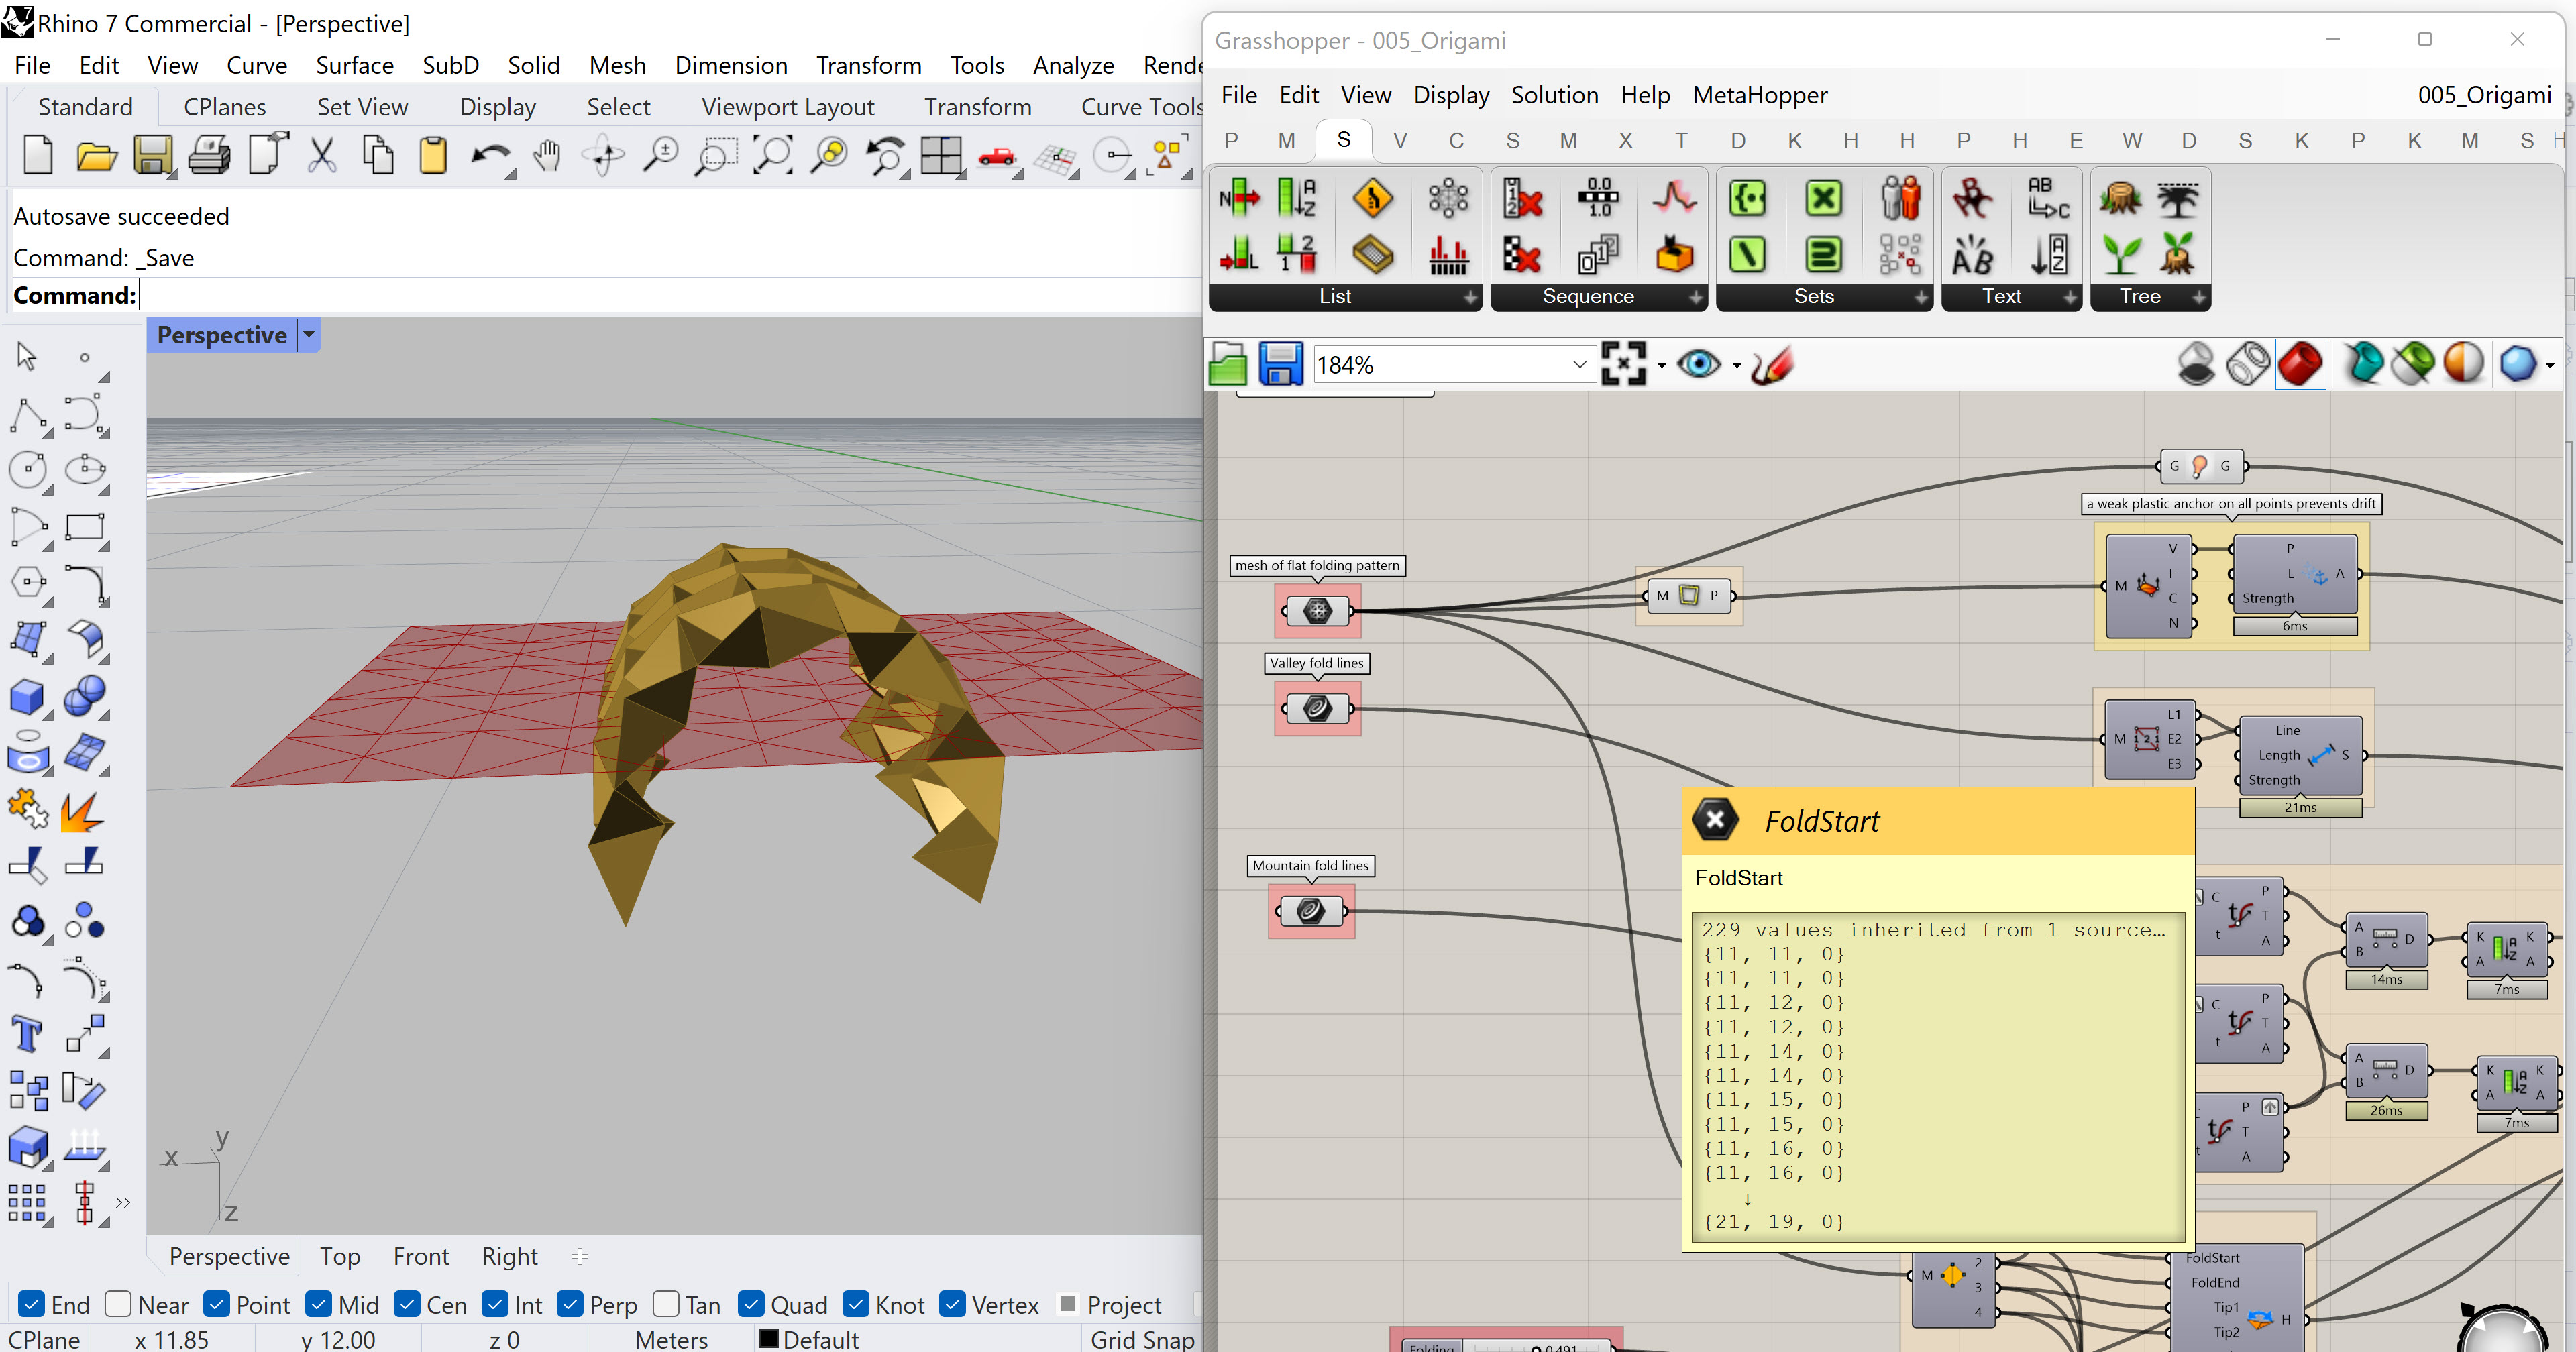 Rhino 7 Commercial - [Perspective]
File Edit View Curve Surface SubD Solid Mesh Dimension Transform Tools Analyze Rende
Standard CPlanes Set View Display Select Viewport Layout Transform Curve Tools
Autosave succeeded
Command: _Save
Command:
Perspective
x y z
Perspective Top Front Right
End Near Point Mid Cen Int Perp Tan Quad Knot Vertex Project
CPlane x 11.85 y 12.00 z 0 Meters Default Grid Snap
Grasshopper - 005_Origami
File Edit View Display Solution Help MetaHopper 005_Origami
P M S V C S M X T D K H H P H E W D S K P K M S H
List Sequence Sets Text Tree
184%
G G
a weak plastic anchor on all points prevents drift
mesh of flat folding pattern
M P
M V F C N
P L Strength A
6ms
Valley fold lines
M E1 E2 E3
Line Length Strength S
21ms
Mountain fold lines
FoldStart
FoldStart
229 values inherited from 1 source…
{11, 11, 0}
{11, 11, 0}
{11, 12, 0}
{11, 12, 0}
{11, 14, 0}
{11, 14, 0}
{11, 15, 0}
{11, 15, 0}
{11, 16, 0}
{11, 16, 0}
↓
{21, 19, 0}
C t P T A
A B D
14ms
K A K A
7ms
C t P T A
A B D
26ms
K A K A
7ms
P T A
M 2 3 4
FoldStart
FoldEnd
Tip1
Tip2
H
Folding 0.491